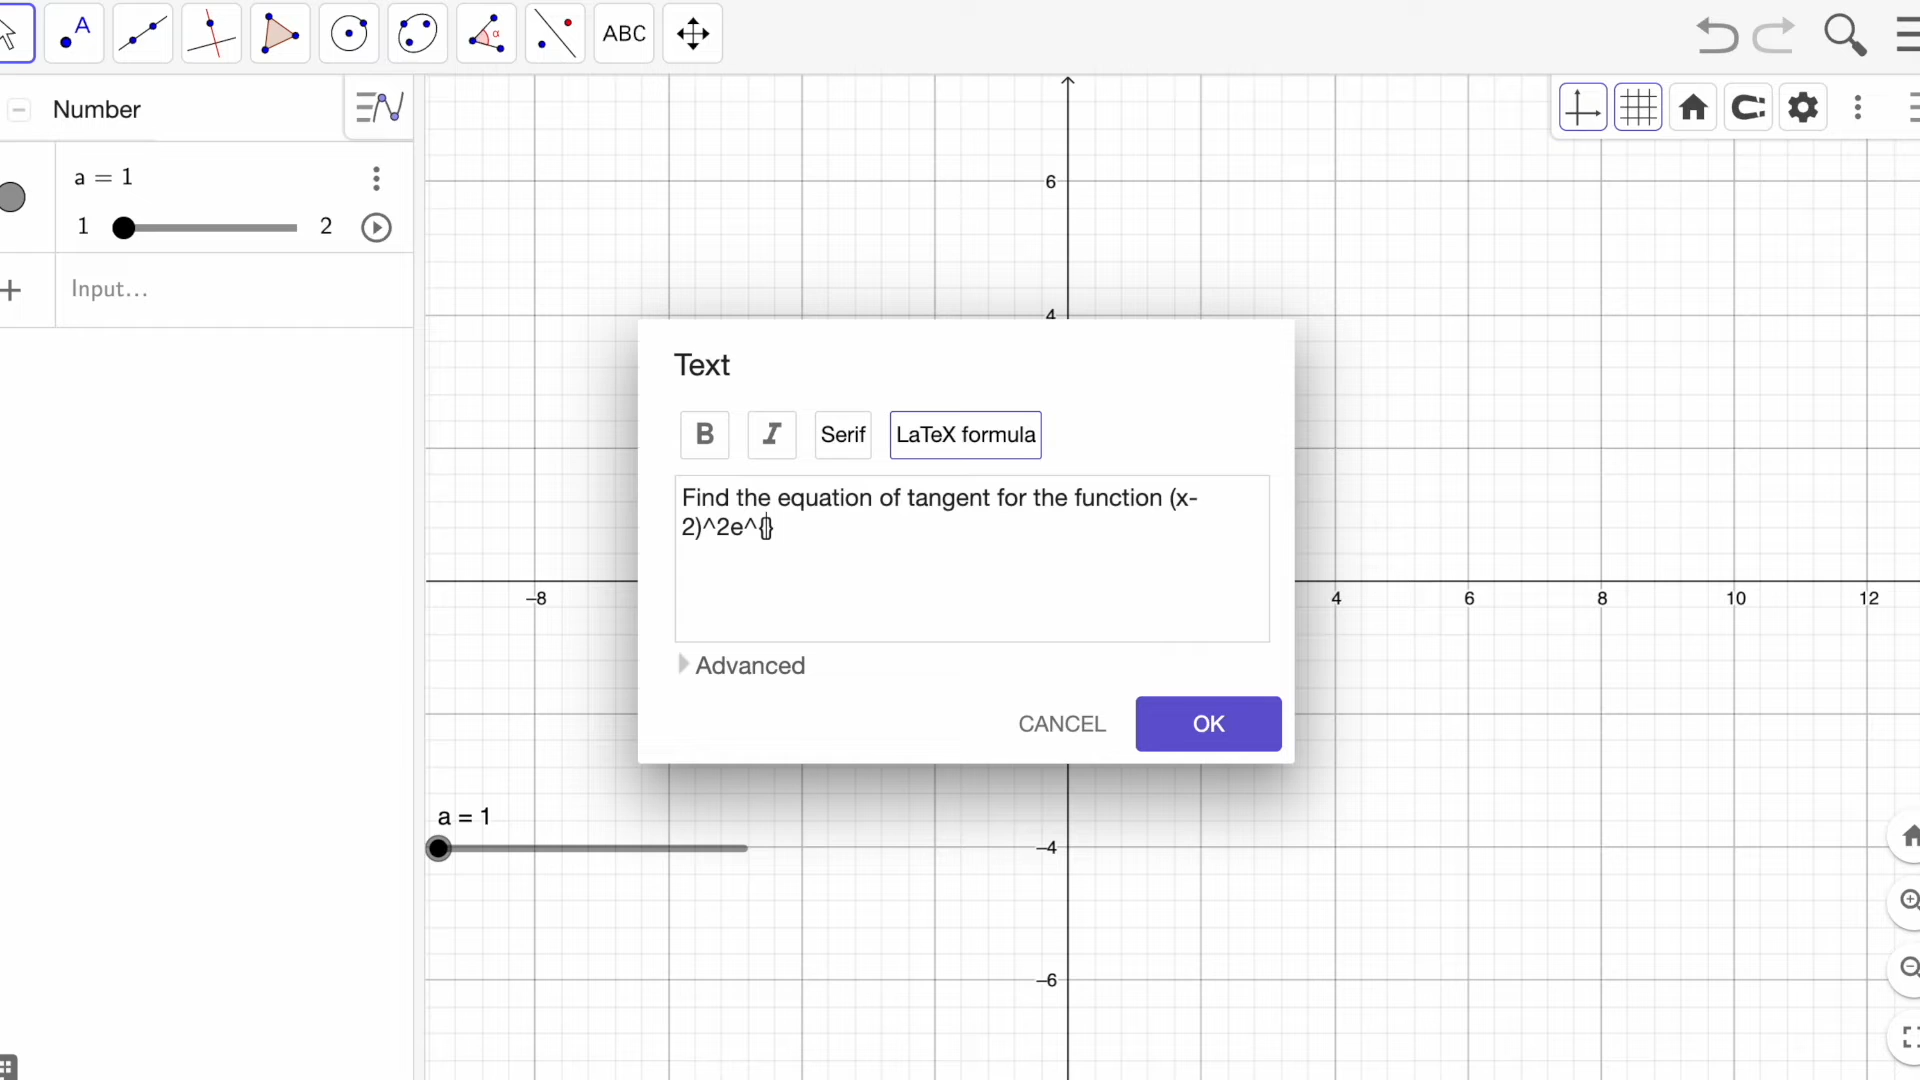 A
α
ABC
Number
a = 1
1
2
Input...
6
4
Text
B
I
Serif
LaTeX formula
Find the equation of tangent for the function (x-
2)^2e^{}
Advanced
CANCEL
OK
–8
4
6
8
10
12
a = 1
–4
–6